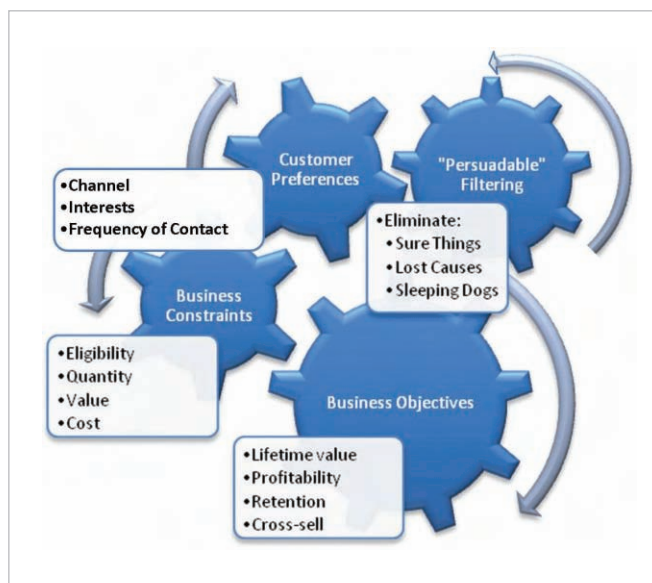 Customer
Preferences
"Persuadable"
Filtering
•Channel
•Interests
•Frequency of Contact
•Eliminate:
•Sure Things
•Lost Causes
•Sleeping Dogs
Business
Constraints
•Eligibility
•Quantity
•Value
•Cost
Business Objectives
•Lifetime value
•Profitability
•Retention
•Cross-sell